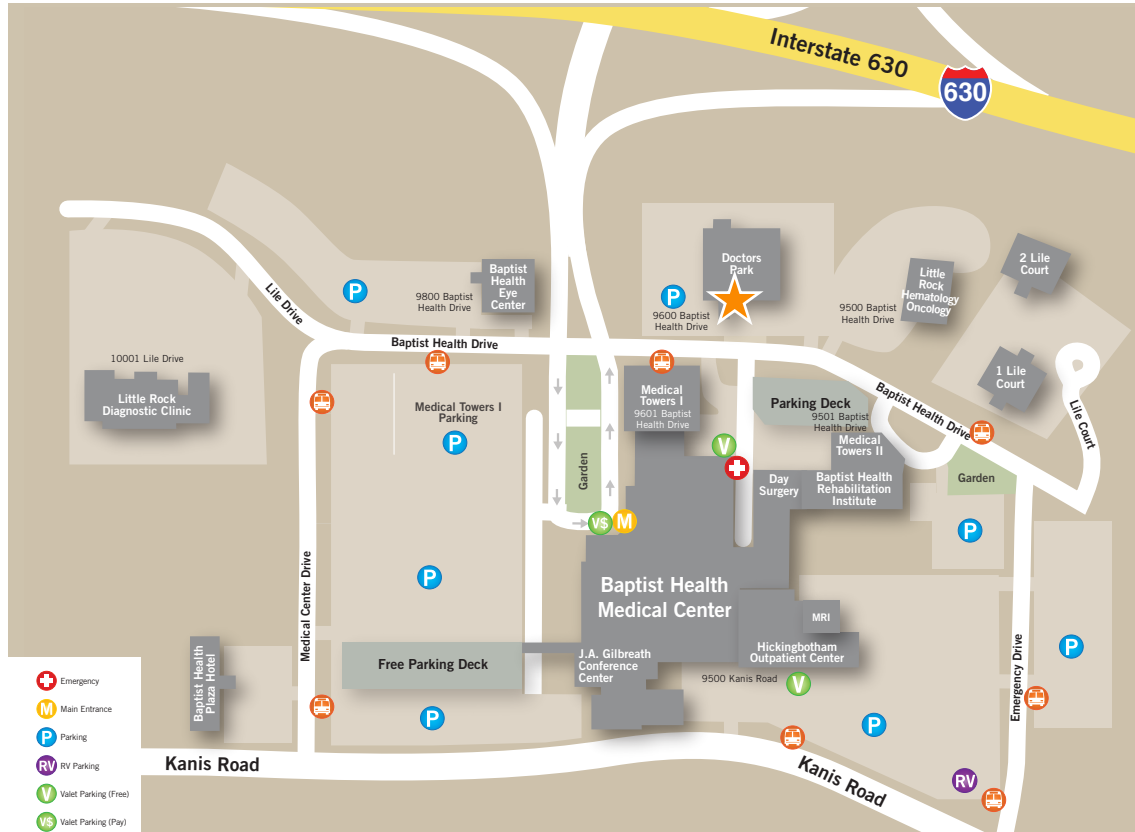 Interstate 630
630
Doctors
Park
2 Lile
Court
Baptist
Health
Eye
Center
Little
Rock
Hematology
Oncology
P
9800 Baptist
Health Drive
P
9600 Baptist
Health Drive
9500 Baptist
Health Drive
Lile Drive
Baptist Health Drive
10001 Lile Drive
Little Rock
Diagnostic Clinic
1 Lile
Court
Medical
Towers I
9601 Baptist
Health Drive
Parking Deck
9501 Baptist
Health Drive
Baptist Health Drive
Lile Court
Medical Towers I
Parking
P
Garden
V
Medical
Towers II
Day
Surgery
Baptist Health
Rehabilitation
Institute
Garden
V$
M
P
P
Baptist Health
Medical Center
MRI
Medical Center Drive
Hickingbotham
Outpatient Center
J.A. Gilbreath
Conference
Center
Free Parking Deck
Baptist Health
Plaza Hotel
9500 Kanis Road
V
P
Emergency Drive
P
P
Kanis Road
Kanis Road
RV
Emergency
M
Main Entrance
P
Parking
RV
RV Parking
V
Valet Parking (Free)
V$
Valet Parking (Pay)